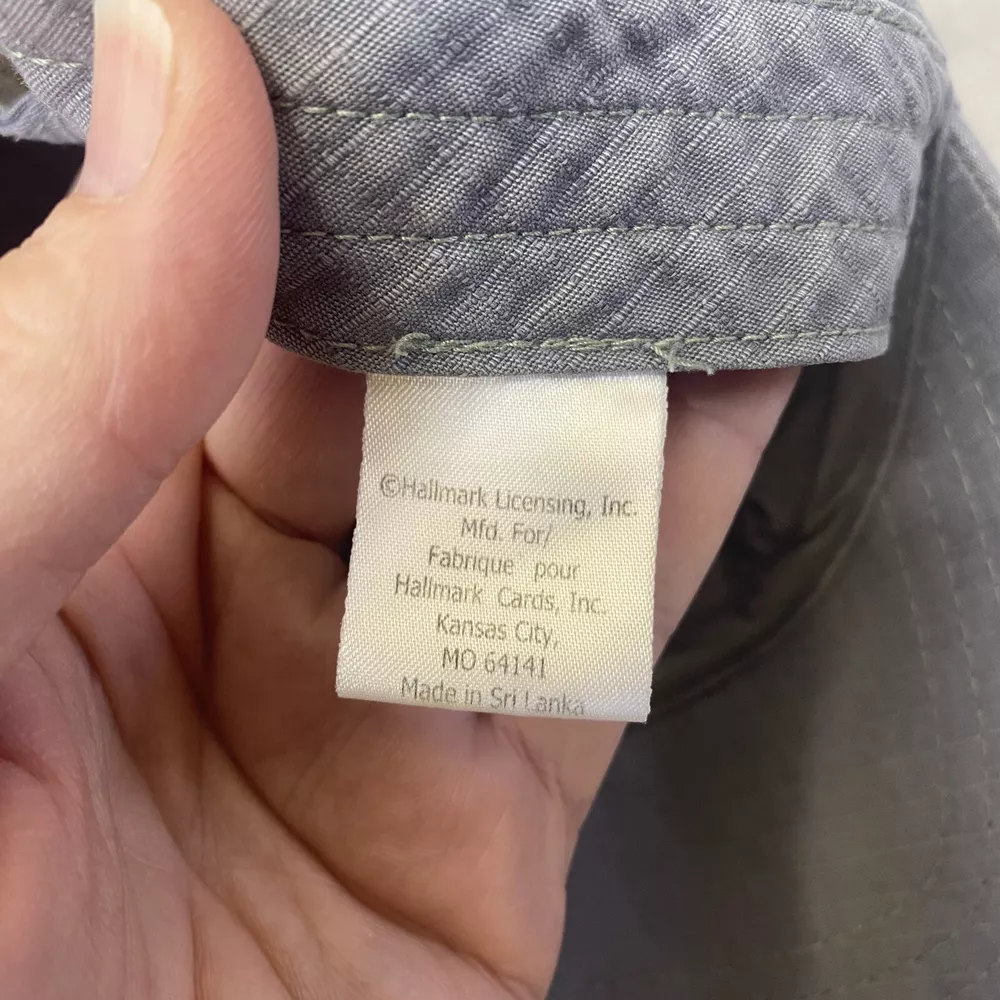 ©Hallmark Licensing, Inc.
Mfd. For/
Fabrique pour
Hallmark Cards, Inc.
Kansas City,
MO 64141
Made in Sri Lanka